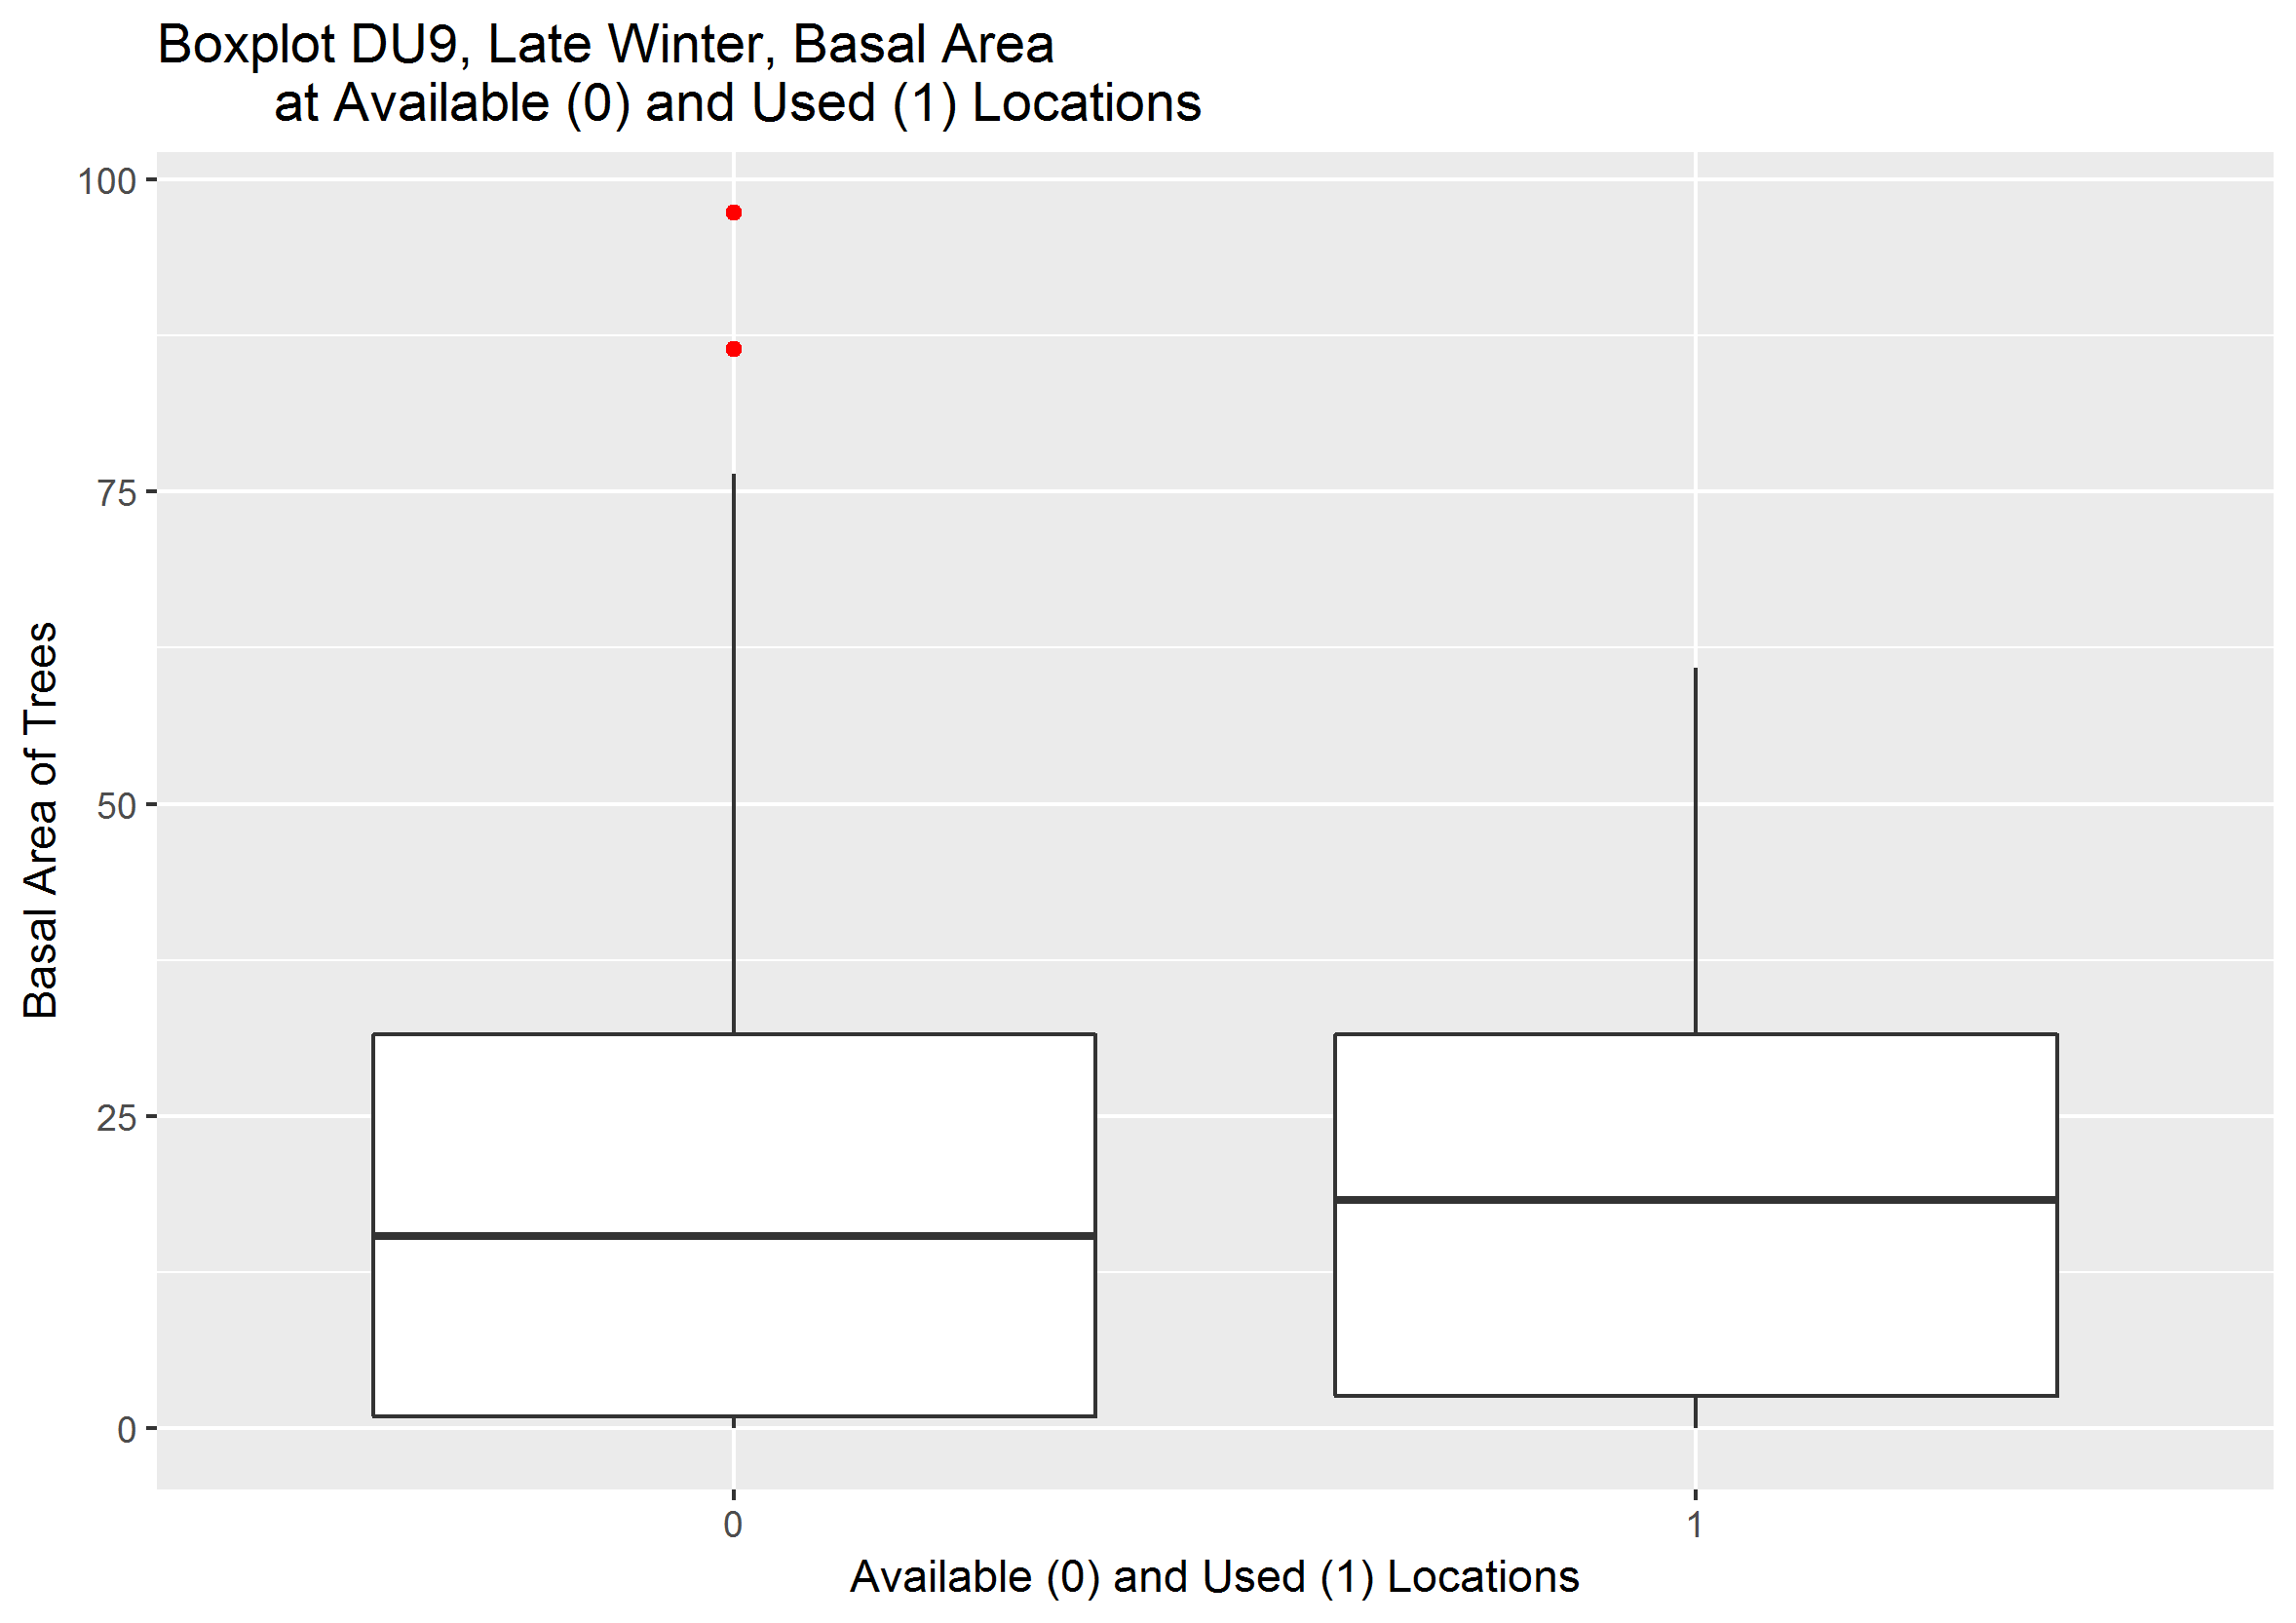 Boxplot DU9, Late Winter, Basal Area
at Available (0) and Used (1) Locations
100
75
50
25
0
Basal Area of Trees
0 1
Available (0) and Used (1) Locations